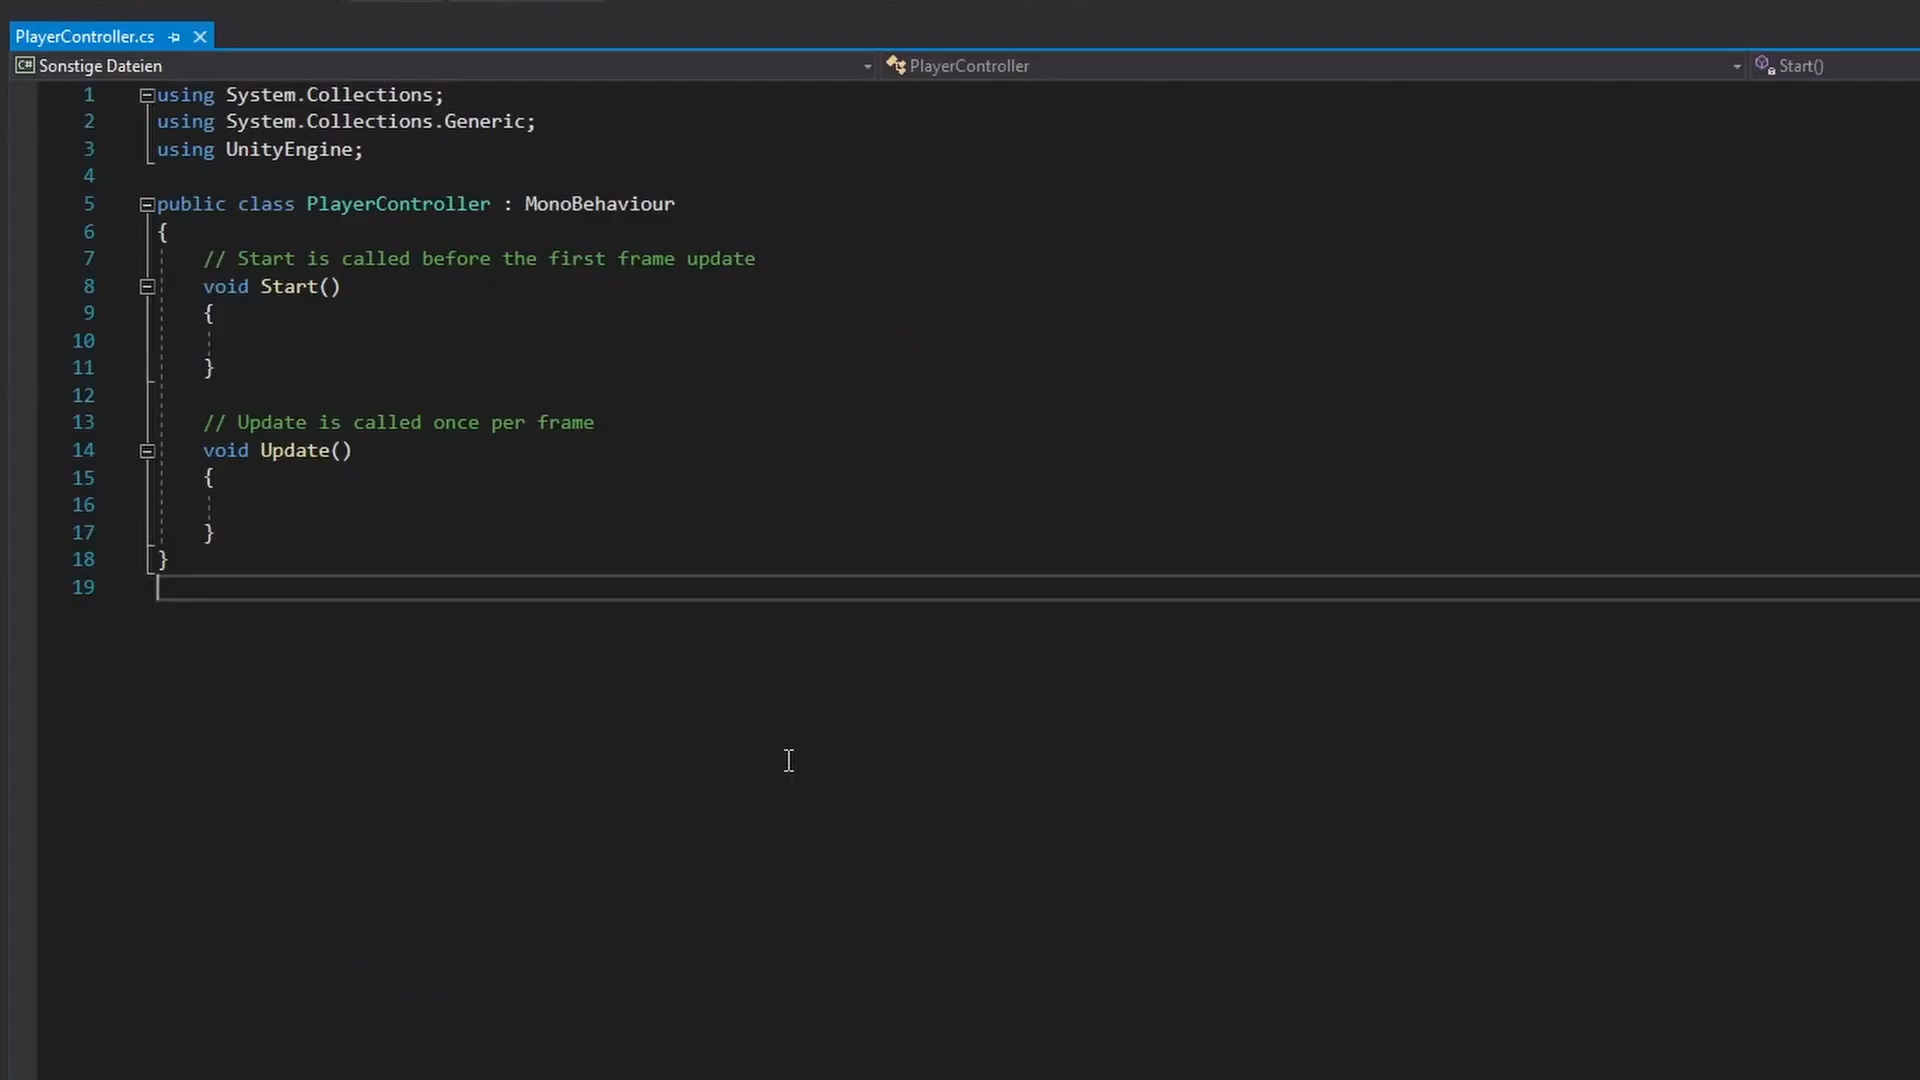 PlayerController.cs
C# Sonstige Dateien PlayerController Start()
1 using System.Collections;
2 using System.Collections.Generic;
3 using UnityEngine;
4
5 public class PlayerController : MonoBehaviour
6 {
7 // Start is called before the first frame update
8 void Start()
9 {
10
11 }
12
13 // Update is called once per frame
14 void Update()
15 {
16
17 }
18 }
19